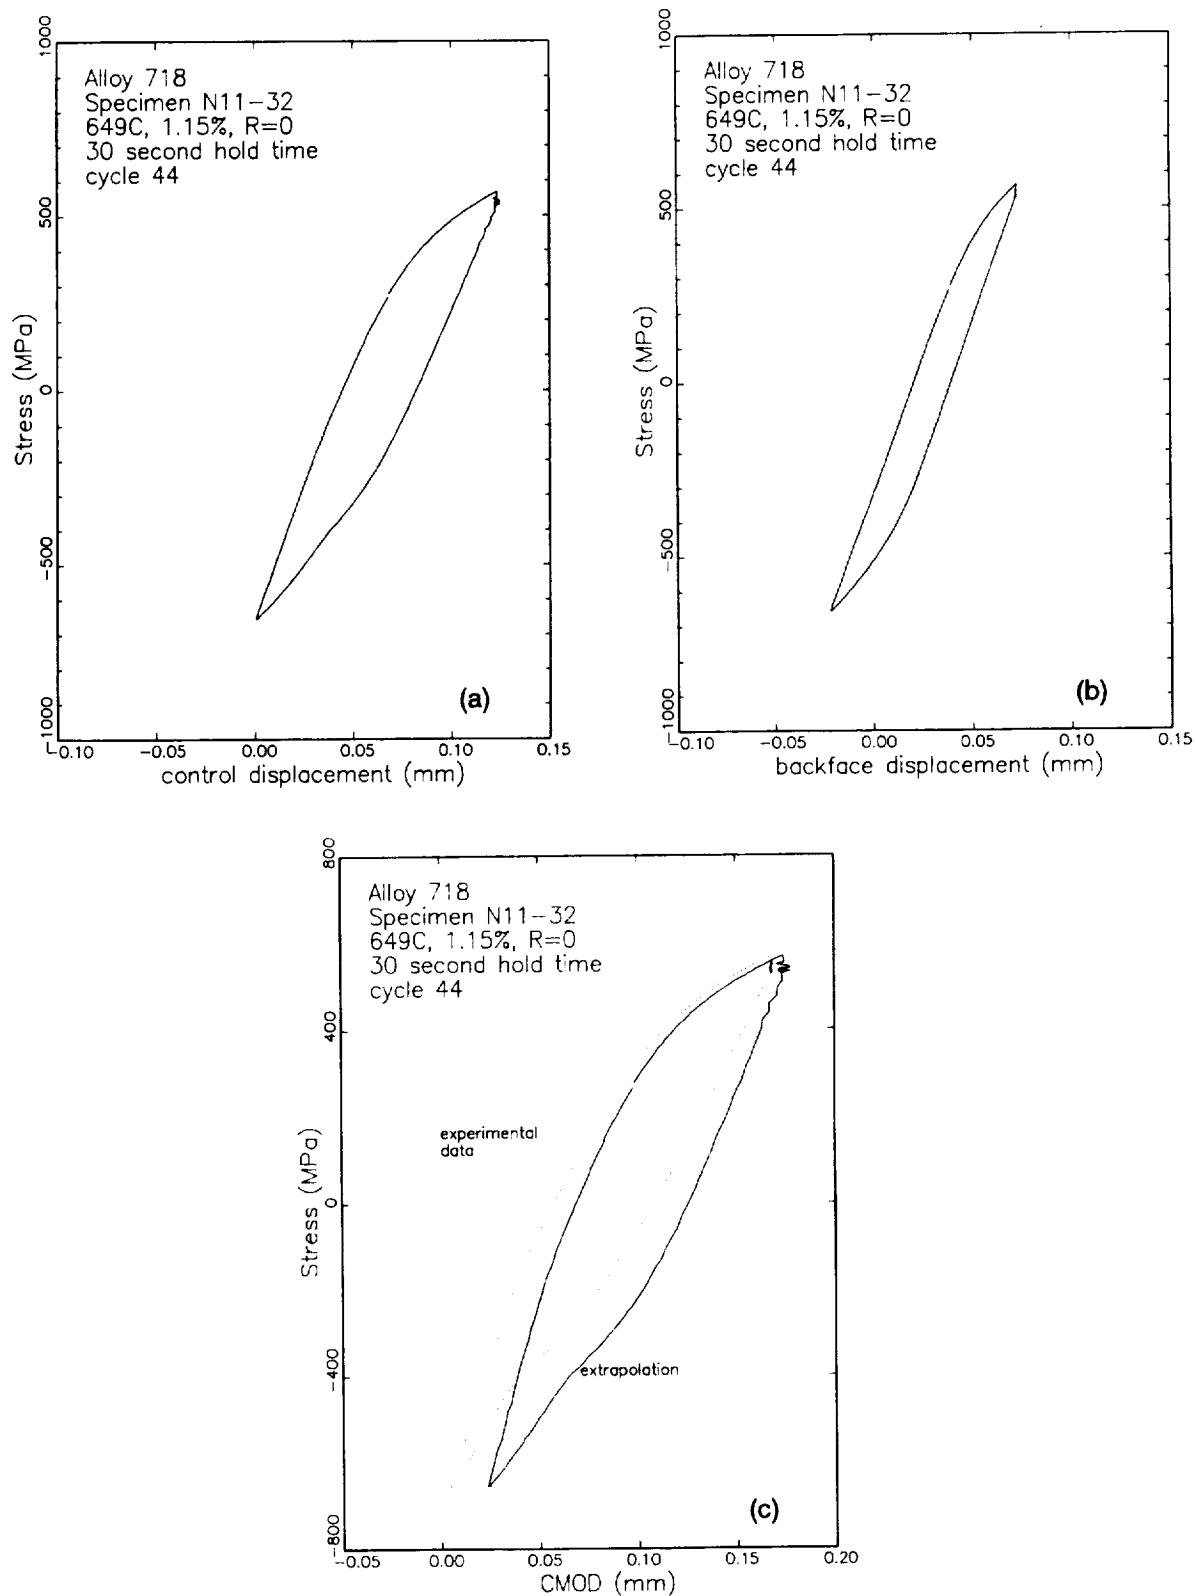 1000
500
0
-500
-1000
Stress (MPa)
Alloy 718
Specimen N11-32
649C, 1.15%, R=0
30 second hold time
cycle 44
(a)
-0.10
-0.05
0.00
0.05
0.10
0.15
control displacement (mm)
1000
500
0
-500
-1000
Stress (MPa)
Alloy 718
Specimen N11-32
649C, 1.15%, R=0
30 second hold time
cycle 44
(b)
-0.10
-0.05
0.00
0.05
0.10
0.15
backface displacement (mm)
800
400
0
-400
-800
Stress (MPa)
Alloy 718
Specimen N11-32
649C, 1.15%, R=0
30 second hold time
cycle 44
experimental
data
extrapolation
(c)
-0.05
0.00
0.05
0.10
0.15
0.20
CMOD (mm)